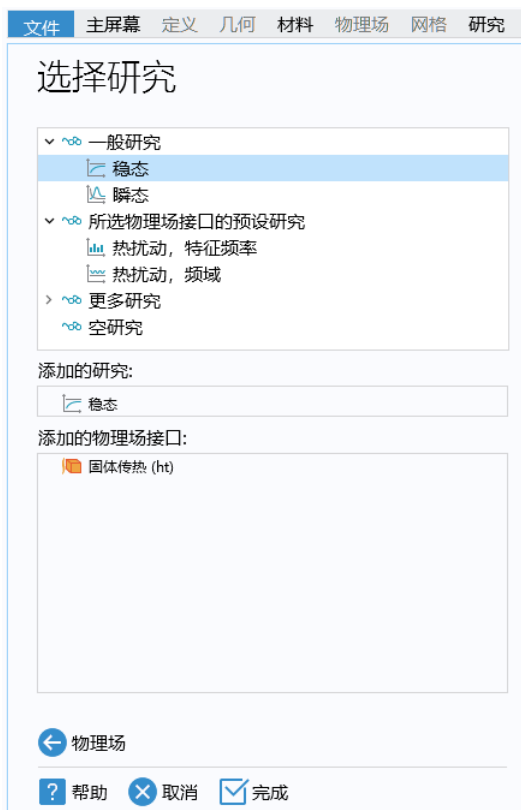 文件 主屏幕 定义 几何 材料 物理场 网格 研究
选择研究
一般研究
稳态
瞬态
所选物理场接口的预设研究
热扰动，特征频率
热扰动，频域
更多研究
空研究
添加的研究:
稳态
添加的物理场接口:
固体传热 (ht)
物理场
? 帮助 取消 完成